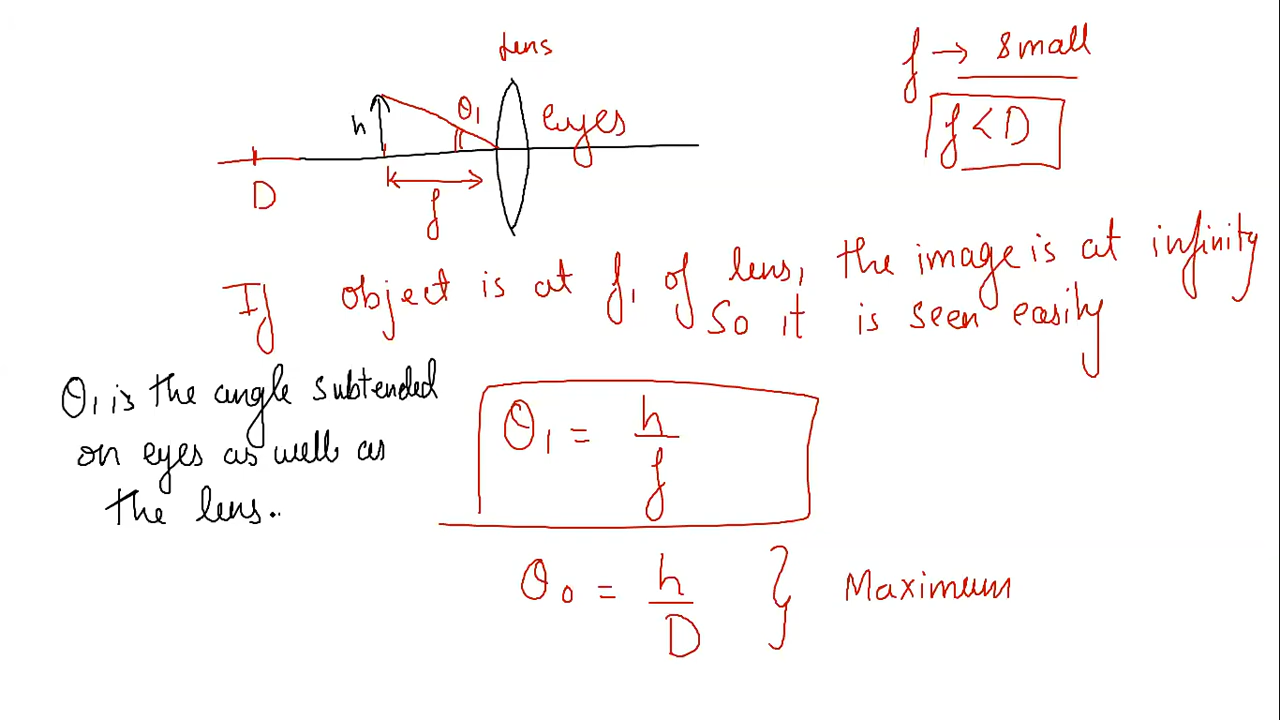 Lens
f → small
h
θ1
eyes
f < D
D
f
If object is at f1 of lens, the image is at infinity
So it is seen easily
θ1 is the angle subtended
on eyes as well as
the lens.
θ1 = h/f
θ0 = h/D } Maximum